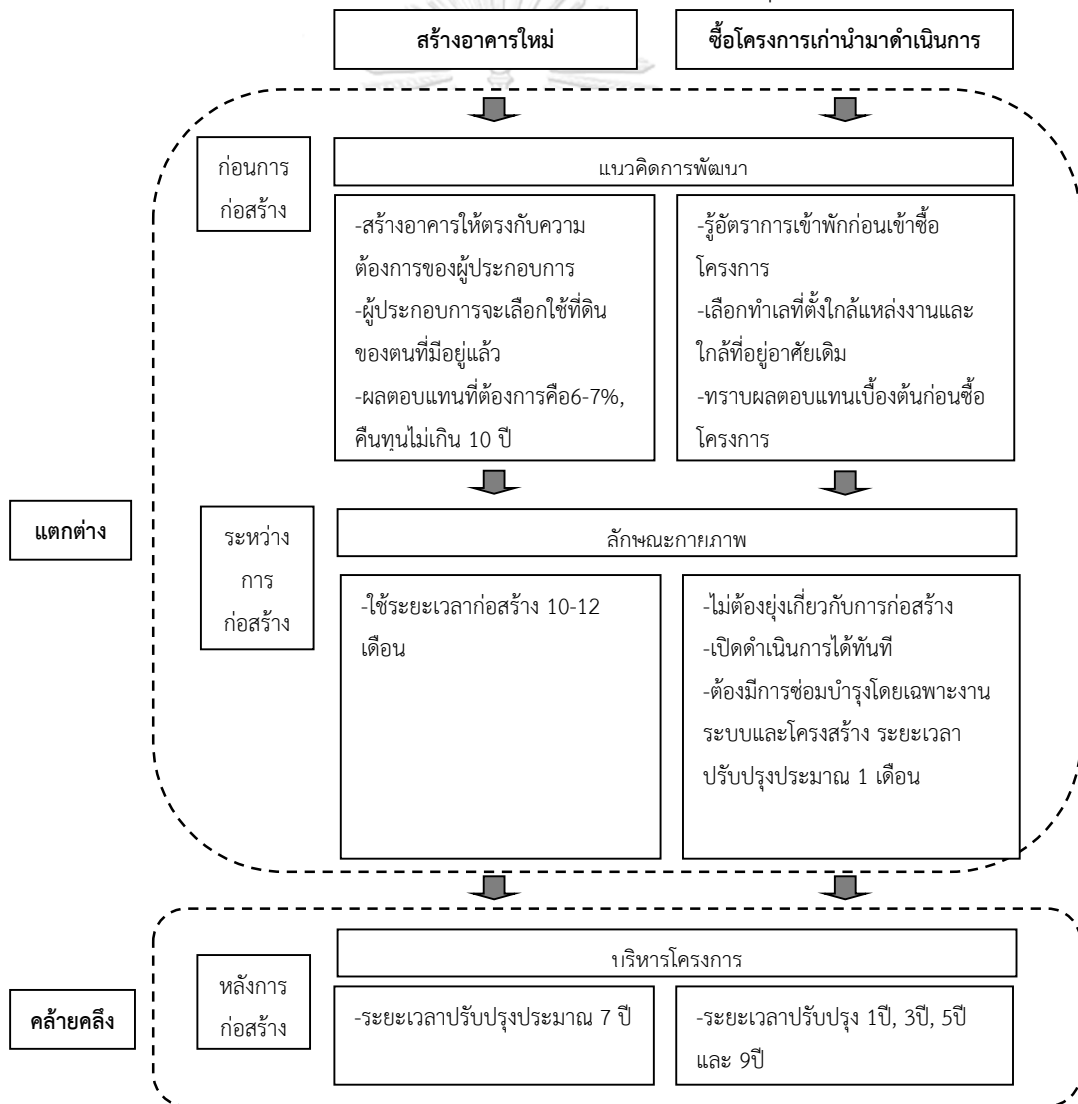 สร้างอาคารใหม่
ซื้อโครงการเก่านำมาดำเนินการ
ก่อนการ
ก่อสร้าง
แนวคิดการพัฒนา
-สร้างอาคารให้ตรงกับความ
ต้องการของผู้ประกอบการ
-ผู้ประกอบการจะเลือกใช้ที่ดิน
ของตนที่มีอยู่แล้ว
-ผลตอบแทนที่ต้องการคือ6-7%,
คืนทุนไม่เกิน 10 ปี
-รู้อัตราการเข้าพักก่อนเข้าซื้อ
โครงการ
-เลือกทำเลที่ตั้งใกล้แหล่งงานและ
ใกล้ที่อยู่อาศัยเดิม
-ทราบผลตอบแทนเบื้องต้นก่อนซื้อ
โครงการ
แตกต่าง
ระหว่าง
การ
ก่อสร้าง
ลักษณะกายภาพ
-ใช้ระยะเวลาก่อสร้าง 10-12
เดือน
-ไม่ต้องยุ่งเกี่ยวกับการก่อสร้าง
-เปิดดำเนินการได้ทันที
-ต้องมีการซ่อมบำรุงโดยเฉพาะงาน
ระบบและโครงสร้าง ระยะเวลา
ปรับปรุงประมาณ 1 เดือน
คล้ายคลึง
หลังการ
ก่อสร้าง
บริหารโครงการ
-ระยะเวลาปรับปรุงประมาณ 7 ปี
-ระยะเวลาปรับปรุง 1ปี, 3ปี, 5ปี
และ 9ปี